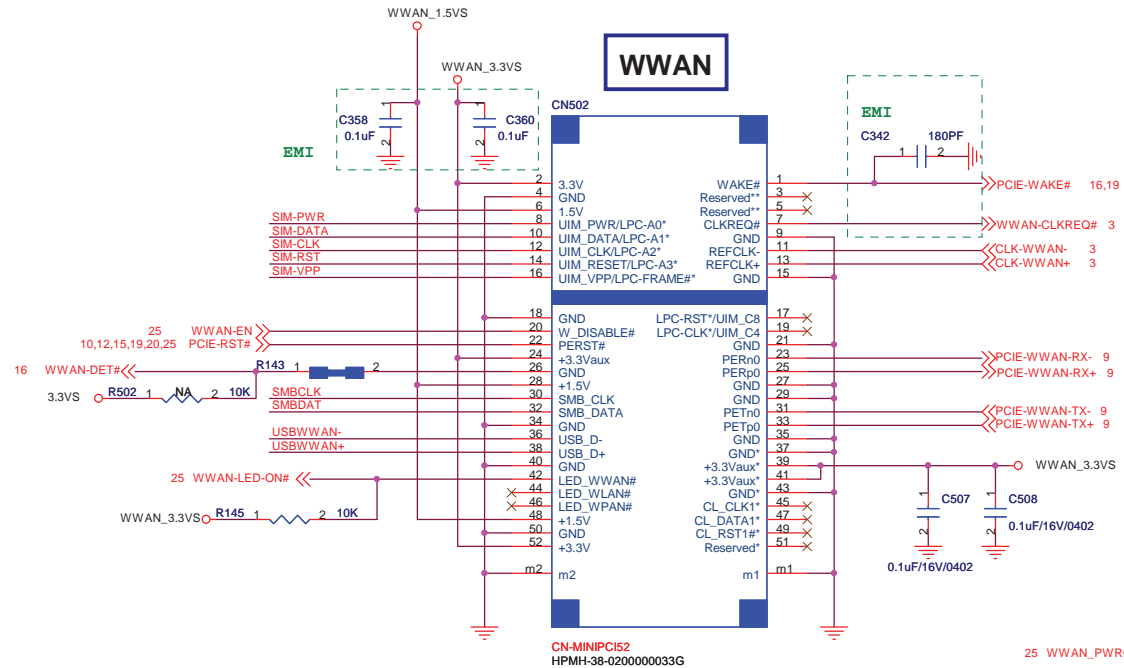 WWAN_1.5VS
WWAN_3.3VS
WWAN
CN502
EMI
C358
0.1uF
1
2
C360
0.1uF
1
2
EMI
C342
180PF
1
2
2
3.3V
WAKE#
1
PCIE-WAKE# 16,19
4
GND
Reserved**
3
6
1.5V
Reserved**
5
SIM-PWR
8
UIM_PWR/LPC-A0*
CLKREQ#
7
WWAN-CLKREQ# 3
SIM-DATA
10
UIM_DATA/LPC-A1*
GND
9
SIM-CLK
12
UIM_CLK/LPC-A2*
REFCLK-
11
CLK-WWAN- 3
SIM-RST
14
UIM_RESET/LPC-A3*
REFCLK+
13
CLK-WWAN+ 3
SIM-VPP
16
UIM_VPP/LPC-FRAME#*
GND
15
18
GND
LPC-RST*/UIM_C8
17
25 WWAN-EN
20
W_DISABLE#
LPC-CLK*/UIM_C4
19
10,12,15,19,20,25 PCIE-RST#
22
PERST#
GND
21
24
+3.3Vaux
PERn0
23
PCIE-WWAN-RX- 9
16 WWAN-DET#
R143 1
2
26
GND
PERp0
25
PCIE-WWAN-RX+ 9
28
+1.5V
GND
27
3.3VS
R502 1 NA 2 10K
SMBCLK
30
SMB_CLK
GND
29
SMBDAT
32
SMB_DATA
PETn0
31
PCIE-WWAN-TX- 9
34
GND
PETp0
33
PCIE-WWAN-TX+ 9
USBWWAN-
36
USB_D-
GND
35
USBWWAN+
38
USB_D+
GND*
37
40
GND
+3.3Vaux*
39
WWAN_3.3VS
25 WWAN-LED-ON#
42
LED_WWAN#
+3.3Vaux*
41
44
LED_WLAN#
GND*
43
46
LED_WPAN#
CL_CLK1*
45
WWAN_3.3VS
R145 1 2 10K
48
+1.5V
CL_DATA1*
47
50
GND
CL_RST1#*
49
52
+3.3V
Reserved*
51
m2
m2
m1
m1
1
C507
2
0.1uF/16V/0402
1
C508
0.1uF/16V/0402
2
CN-MINIPCI52
HPMH-38-0200000033G
25 WWAN_PWR